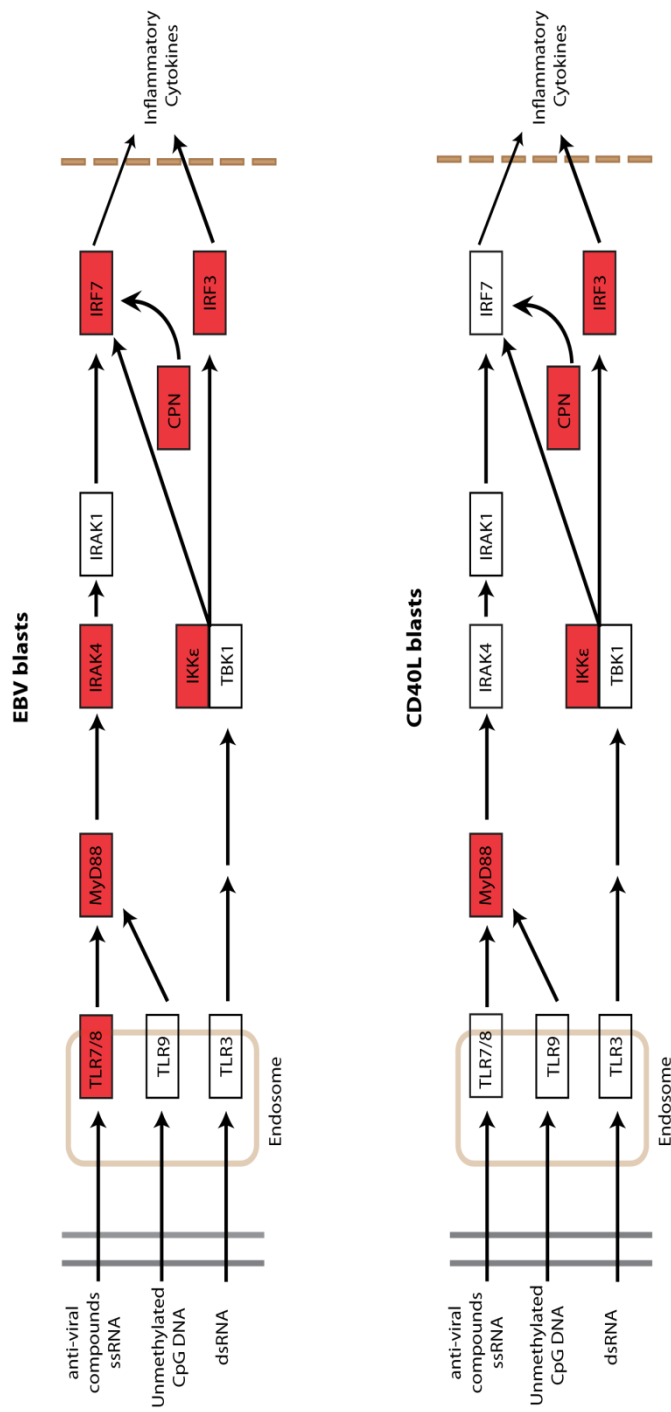 EBV blasts
anti-viral
compounds
ssRNA
Unmethylated
CpG DNA
dsRNA
TLR7/8
TLR9
TLR3
Endosome
MyD88
IRAK4
IRAK1
IKKε
TBK1
CPN
IRF7
IRF3
Inflammatory
Cytokines
CD40L blasts
anti-viral
compounds
ssRNA
Unmethylated
CpG DNA
dsRNA
TLR7/8
TLR9
TLR3
Endosome
MyD88
IRAK4
IRAK1
IKKε
TBK1
CPN
IRF7
IRF3
Inflammatory
Cytokines